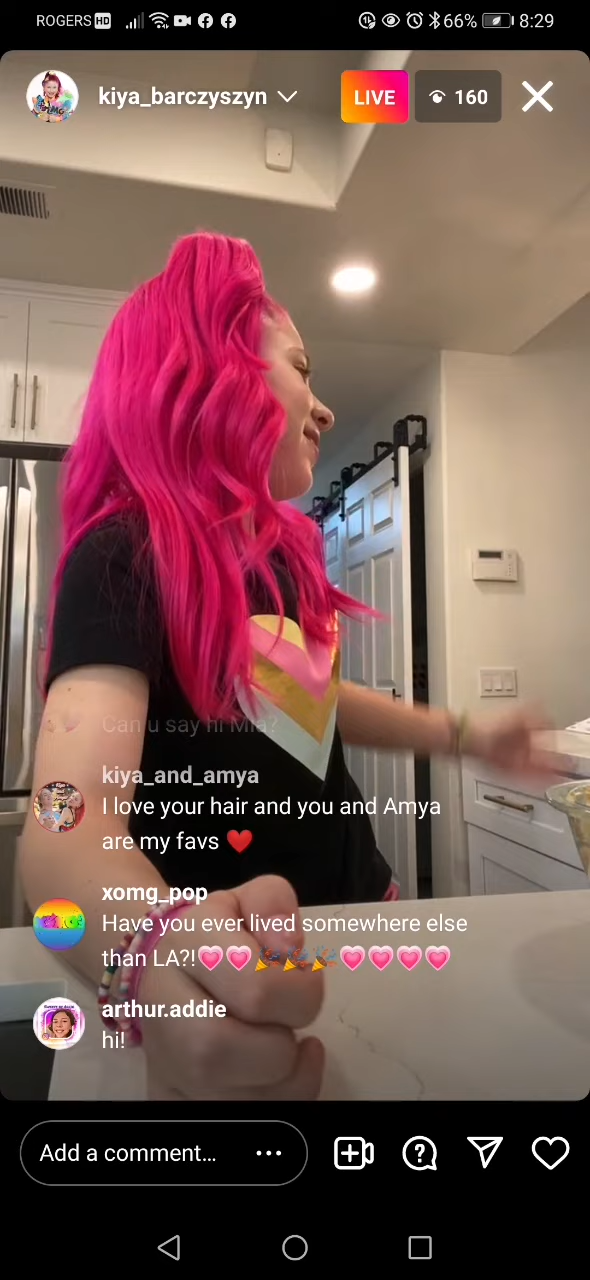 ROGERS HD 66% 8:29
kiya_barczyszyn LIVE 160
Can u say hi Mia?
kiya_and_amya
I love your hair and you and Amya
are my favs ❤️
xomg_pop
Have you ever lived somewhere else
than LA?!💗💗🎉🎉🎉💗💗💗💗
arthur.addie
hi!
Add a comment...